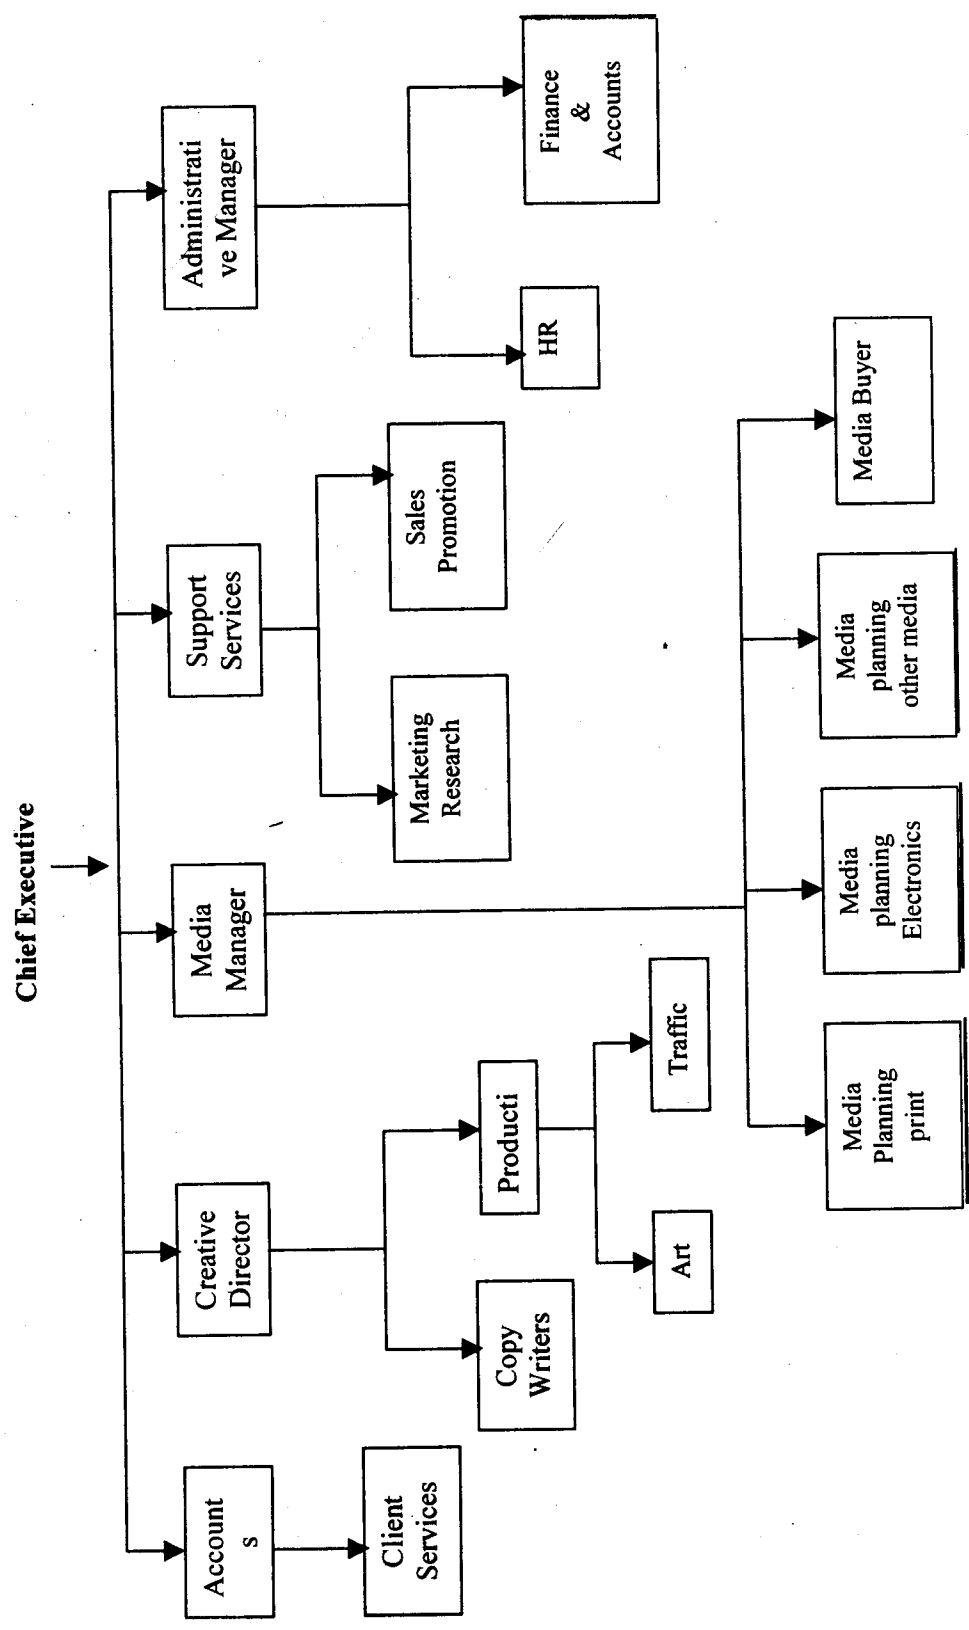 Chief Executive
Account
s
Creative
Director
Media
Manager
Support
Services
Administrati
ve Manager
Client
Services
Copy
Writers
Producti
Marketing
Research
Sales
Promotion
HR
Finance
&
Accounts
Art
Traffic
Media
Planning
print
Media
planning
Electronics
Media
planning
other media
Media Buyer